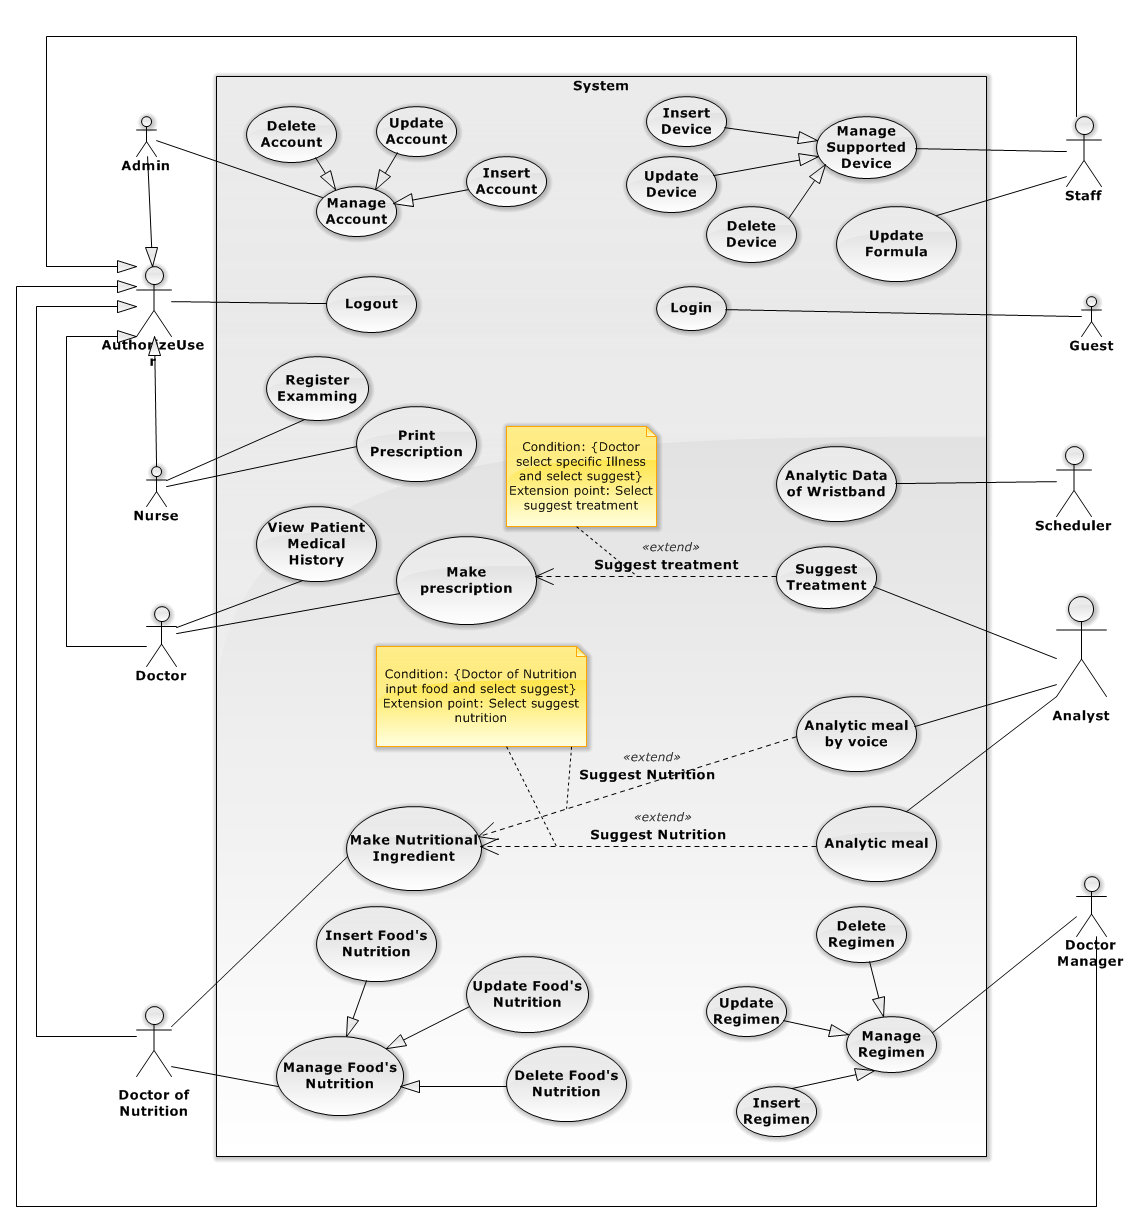 System
Delete
Account
Update
Account
Insert
Account
Manage
Account
Insert
Device
Update
Device
Delete
Device
Manage
Supported
Device
Update
Formula
Admin
Staff
AuthorizeUse
r
Logout
Login
Guest
Register
Examming
Print
Prescription
Nurse
Condition: {Doctor
select specific Illness
and select suggest}
Extension point: Select
suggest treatment
Analytic Data
of Wristband
Scheduler
View Patient
Medical
History
Make
prescription
«extend»
Suggest treatment
Suggest
Treatment
Doctor
Condition: {Doctor of Nutrition
input food and select suggest}
Extension point: Select suggest
nutrition
Analyst
Analytic meal
by voice
«extend»
Suggest Nutrition
«extend»
Suggest Nutrition
Make Nutritional
Ingredient
Analytic meal
Insert Food's
Nutrition
Update Food's
Nutrition
Manage Food's
Nutrition
Delete Food's
Nutrition
Doctor of
Nutrition
Delete
Regimen
Update
Regimen
Manage
Regimen
Insert
Regimen
Doctor
Manager